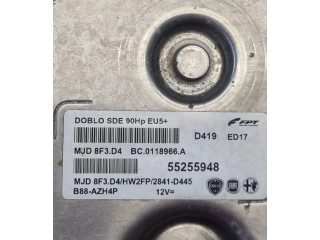 DOBLO SDE 90Hp EU5+
FPT
D419 ED17
MJD 8F3.D4 BC.0118966.A
55255948
MJD 8F3.D4/HW2FP/2841-D445
B88-AZH4P 12V=